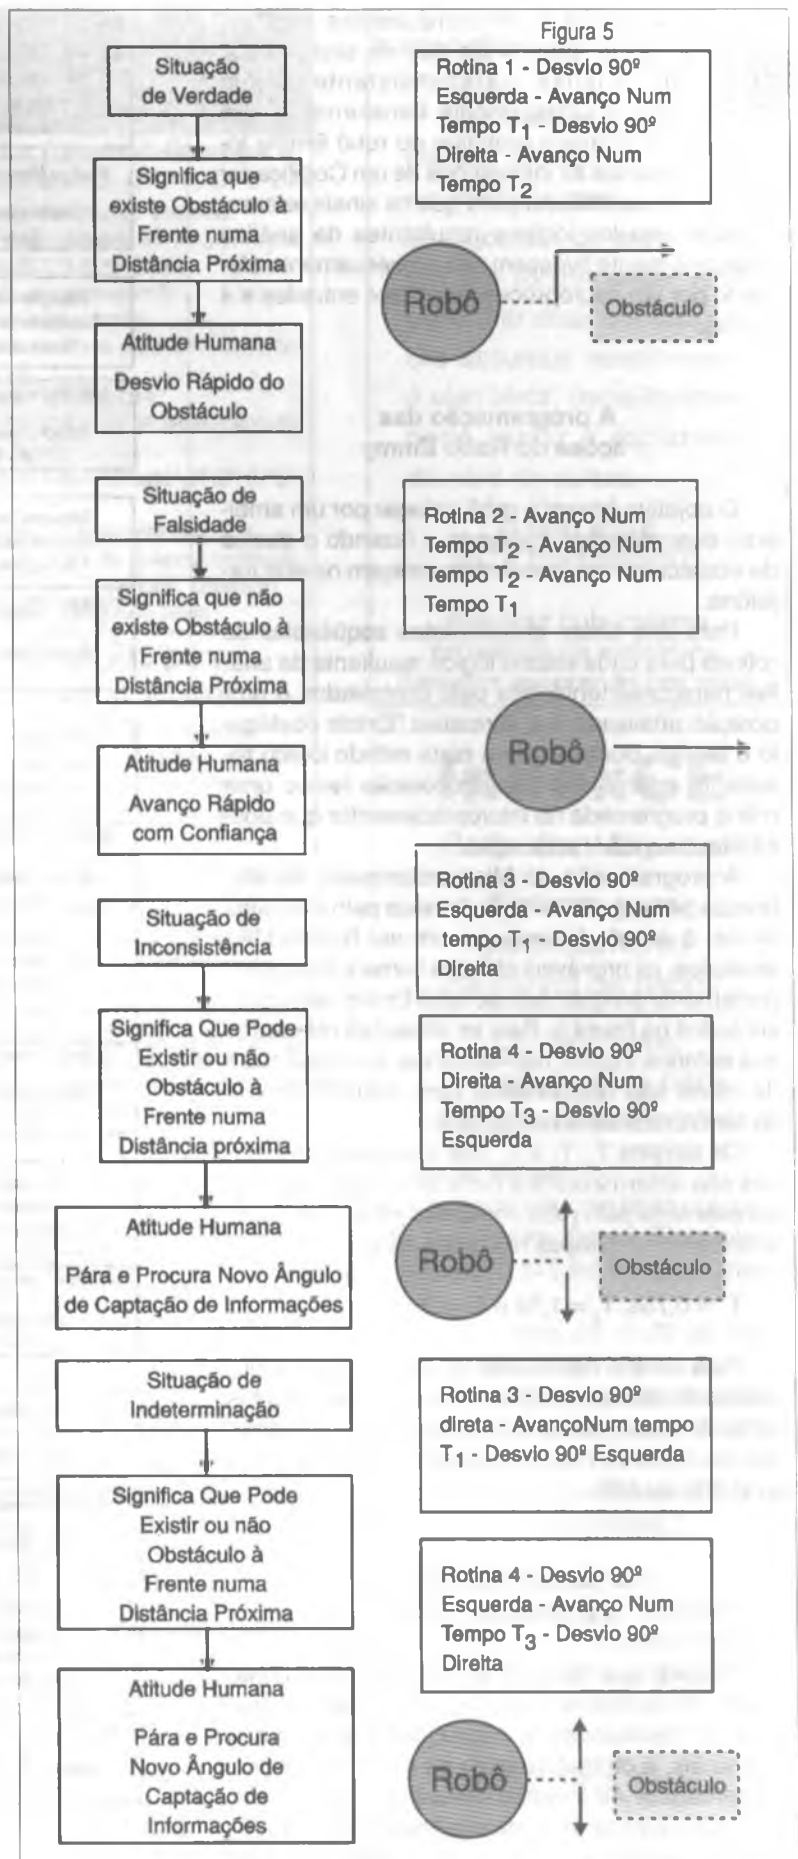 Figura 5
Situação
de Verdade
Significa que
existe Obstáculo à
Frente numa
Distância Próxima
Atitude Humana
Desvio Rápido do
Obstáculo
Rotina 1 - Desvio 90º
Esquerda - Avanço Num
Tempo T1 - Desvio 90º
Direita - Avanço Num
Tempo T2
Robô
Obstáculo
Situação de
Falsidade
Significa que não
existe Obstáculo à
Frente numa
Distância Próxima
Atitude Humana
Avanço Rápido
com Confiança
Rotina 2 - Avanço Num
Tempo T2 - Avanço Num
Tempo T2 - Avanço Num
Tempo T1
Robô
Situação de
Inconsistência
Significa Que Pode
Existir ou não
Obstáculo à
Frente numa
Distância próxima
Atitude Humana
Pára e Procura Novo Ângulo
de Captação de Informações
Rotina 3 - Desvio 90º
Esquerda - Avanço Num
tempo T1 - Desvio 90º
Direita
Rotina 4 - Desvio 90º
Direita - Avanço Num
Tempo T3 - Desvio 90º
Esquerda
Robô
Obstáculo
Situação de
Indeterminação
Significa Que Pode
Existir ou não
Obstáculo à
Frente numa
Distância Próxima
Atitude Humana
Pára e Procura
Novo Ângulo de
Captação de
Informações
Rotina 3 - Desvio 90º
direta - AvançoNum tempo
T1 - Desvio 90º Esquerda
Rotina 4 - Desvio 90º
Esquerda - Avanço Num
Tempo T3 - Desvio 90º
Direita
Robô
Obstáculo